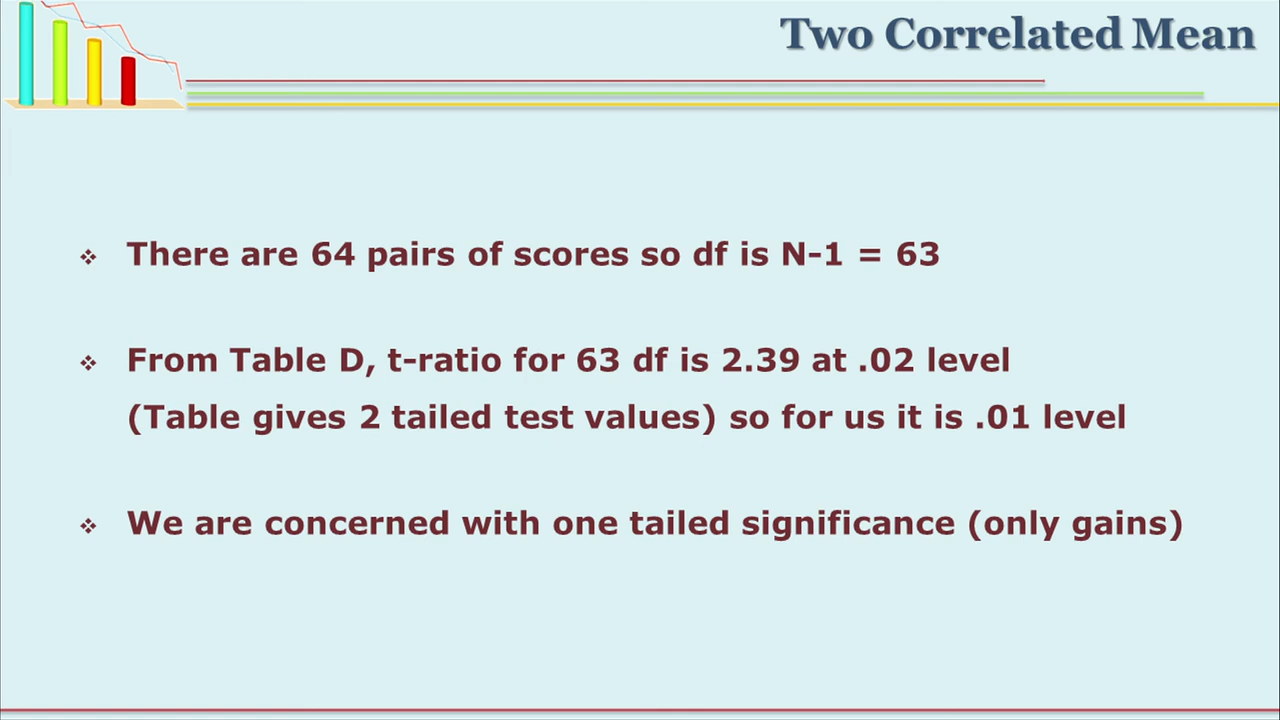 Two Correlated Mean
❖ There are 64 pairs of scores so df is N-1 = 63
❖ From Table D, t-ratio for 63 df is 2.39 at .02 level
(Table gives 2 tailed test values) so for us it is .01 level
❖ We are concerned with one tailed significance (only gains)